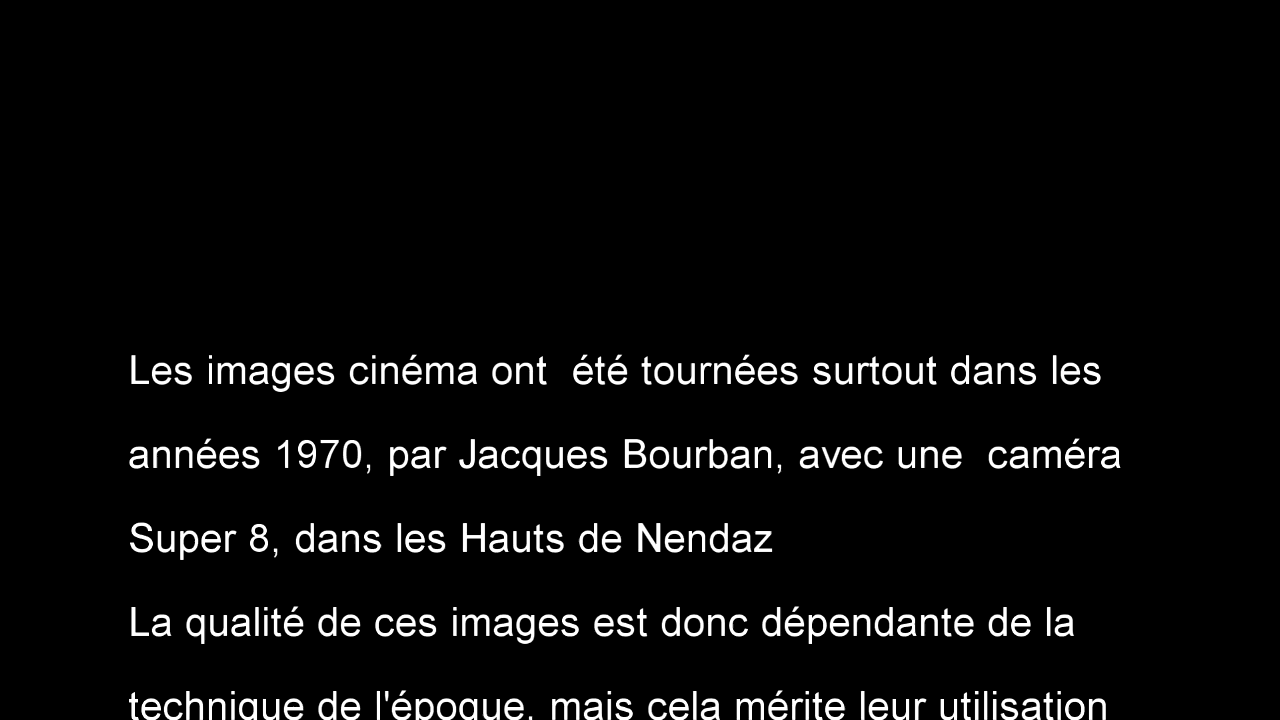 Les images cinéma ont  été tournées surtout dans les
années 1970, par Jacques Bourban, avec une  caméra
Super 8, dans les Hauts de Nendaz
La qualité de ces images est donc dépendante de la
technique de l'époque, mais cela mérite leur utilisation